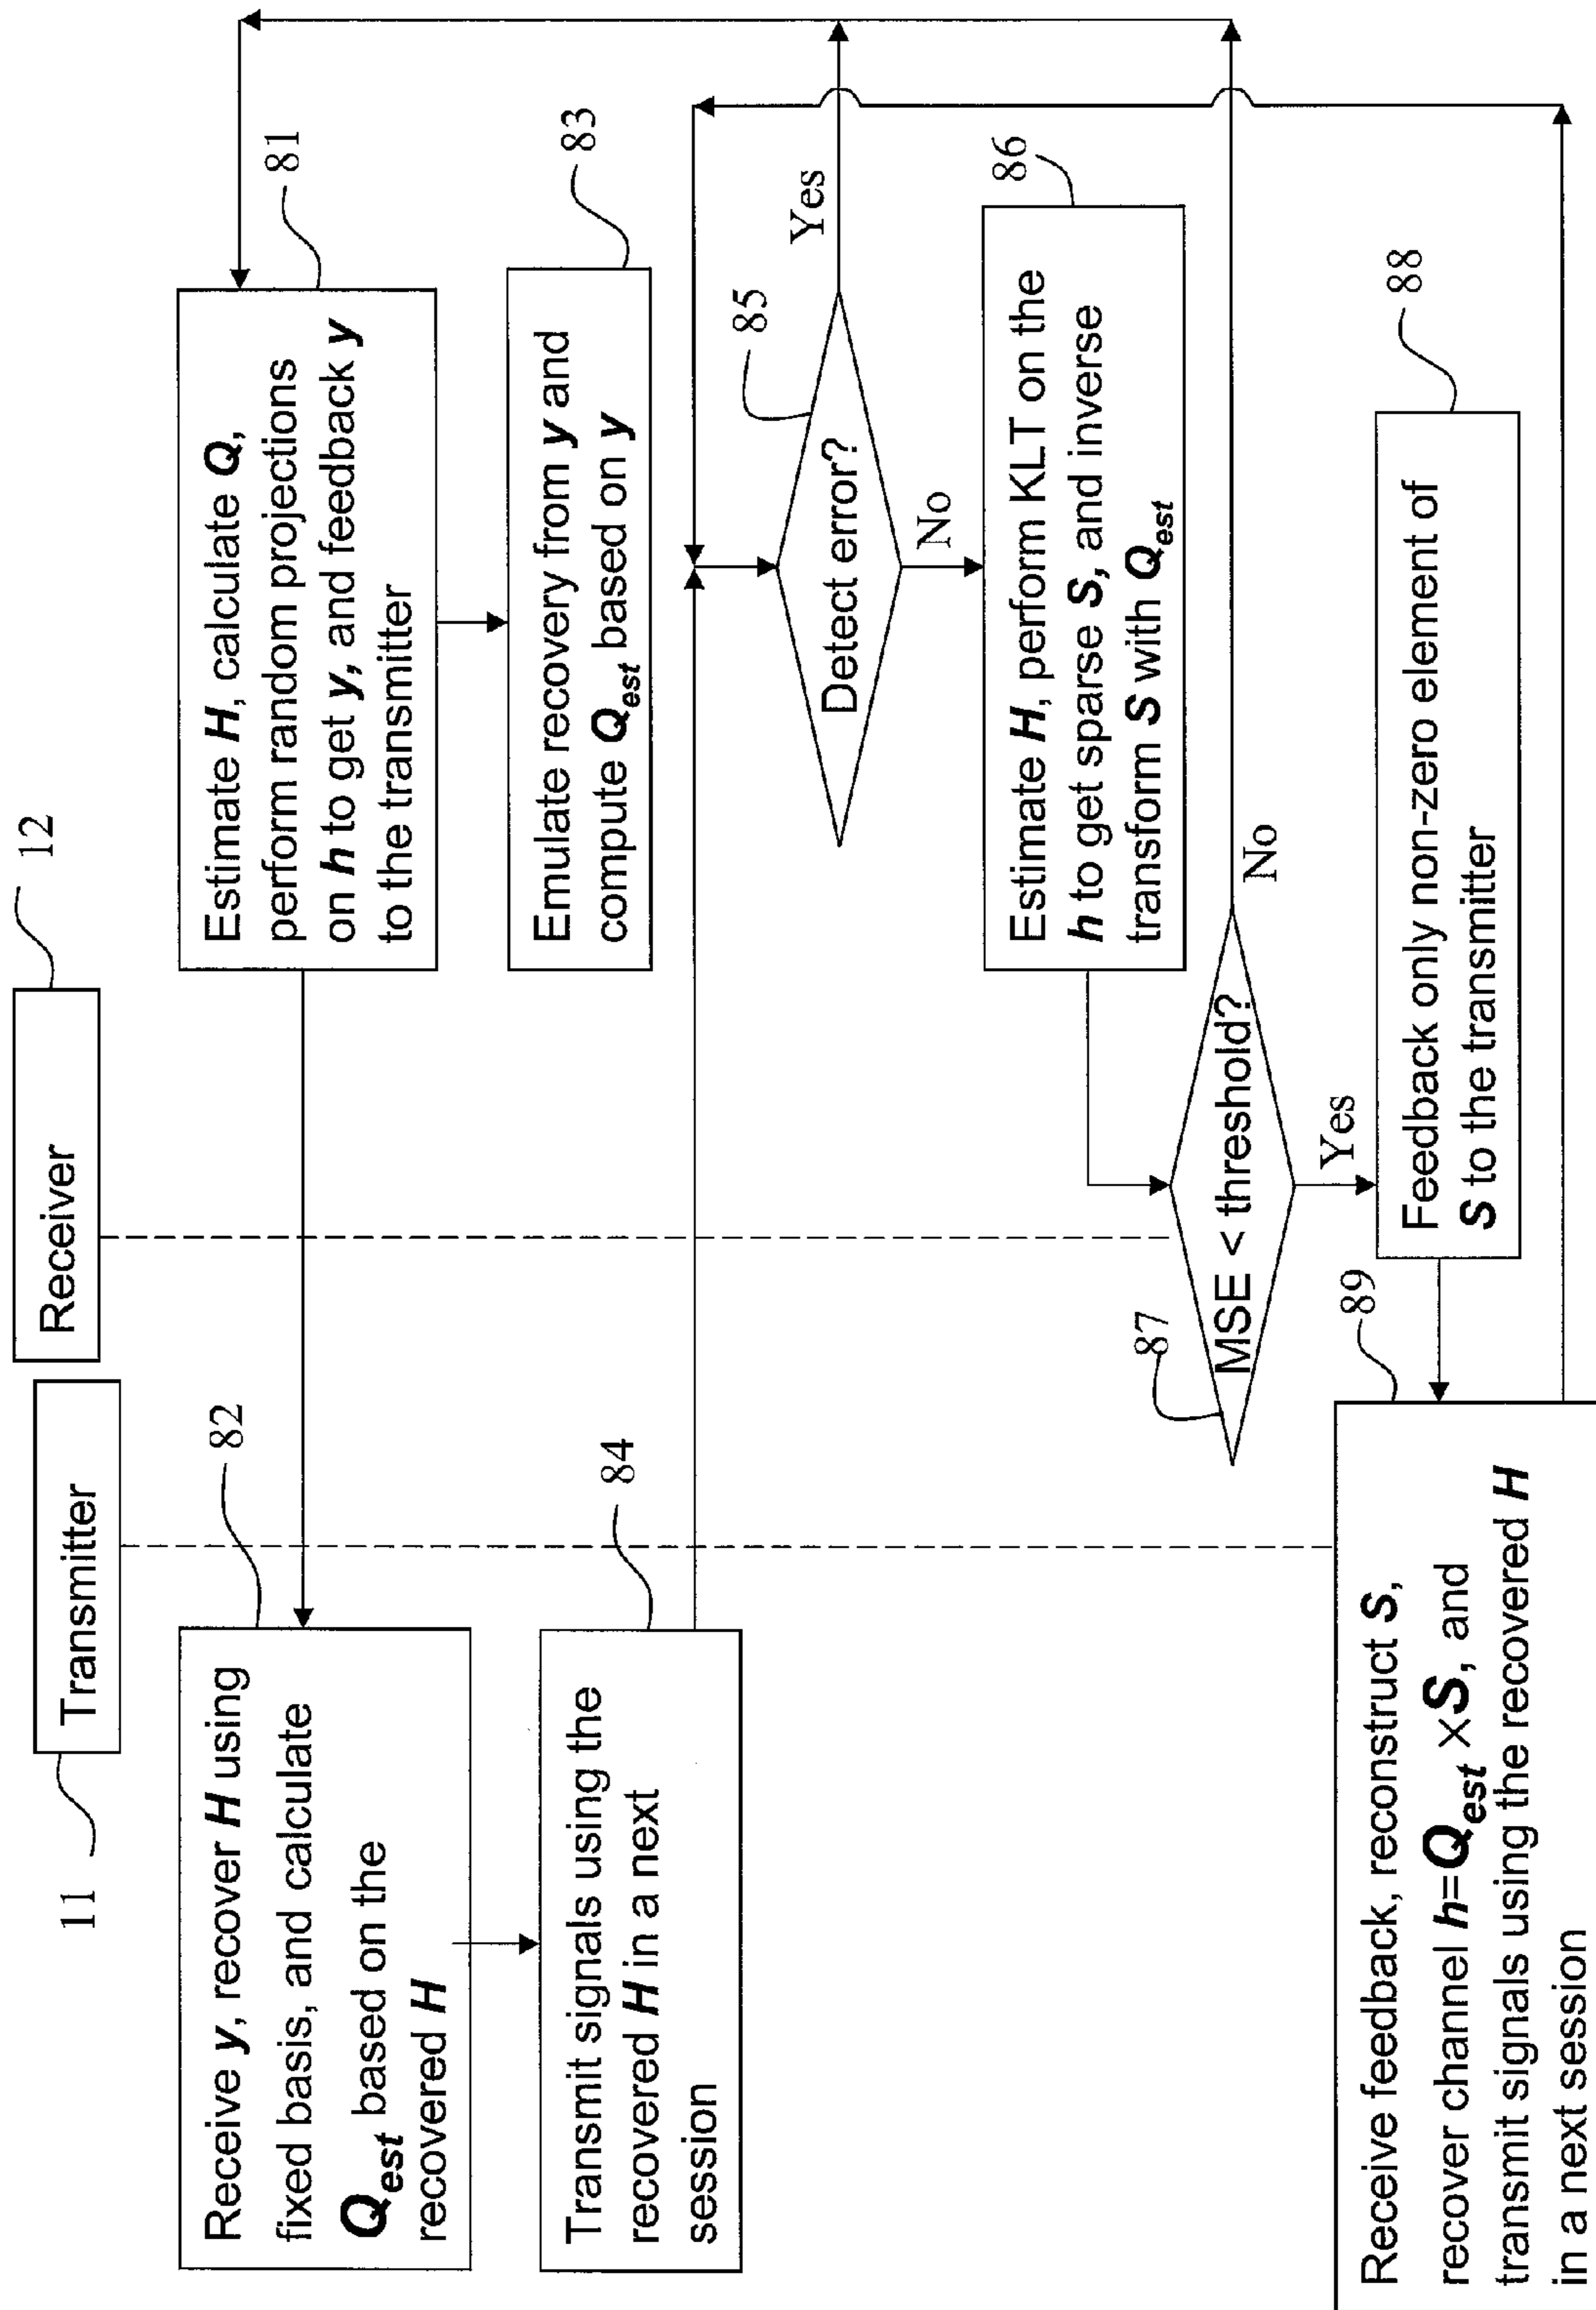 11
Transmitter
Receiver
12
82
Receive y, recover H using
fixed basis, and calculate
Qest based on the
recovered H
81
Estimate H, calculate Q,
perform random projections
on h to get y, and feedback y
to the transmitter
83
Emulate recovery from y and
compute Qest based on y
84
Transmit signals using the
recovered H in a next
session
85
Detect error?
Yes
No
86
Estimate H, perform KLT on the
h to get sparse S, and inverse
transform S with Qest
87
MSE < threshold?
No
Yes
88
Feedback only non-zero element of
S to the transmitter
89
Receive feedback, reconstruct S,
recover channel h=Qest ×S, and
transmit signals using the recovered H
in a next session